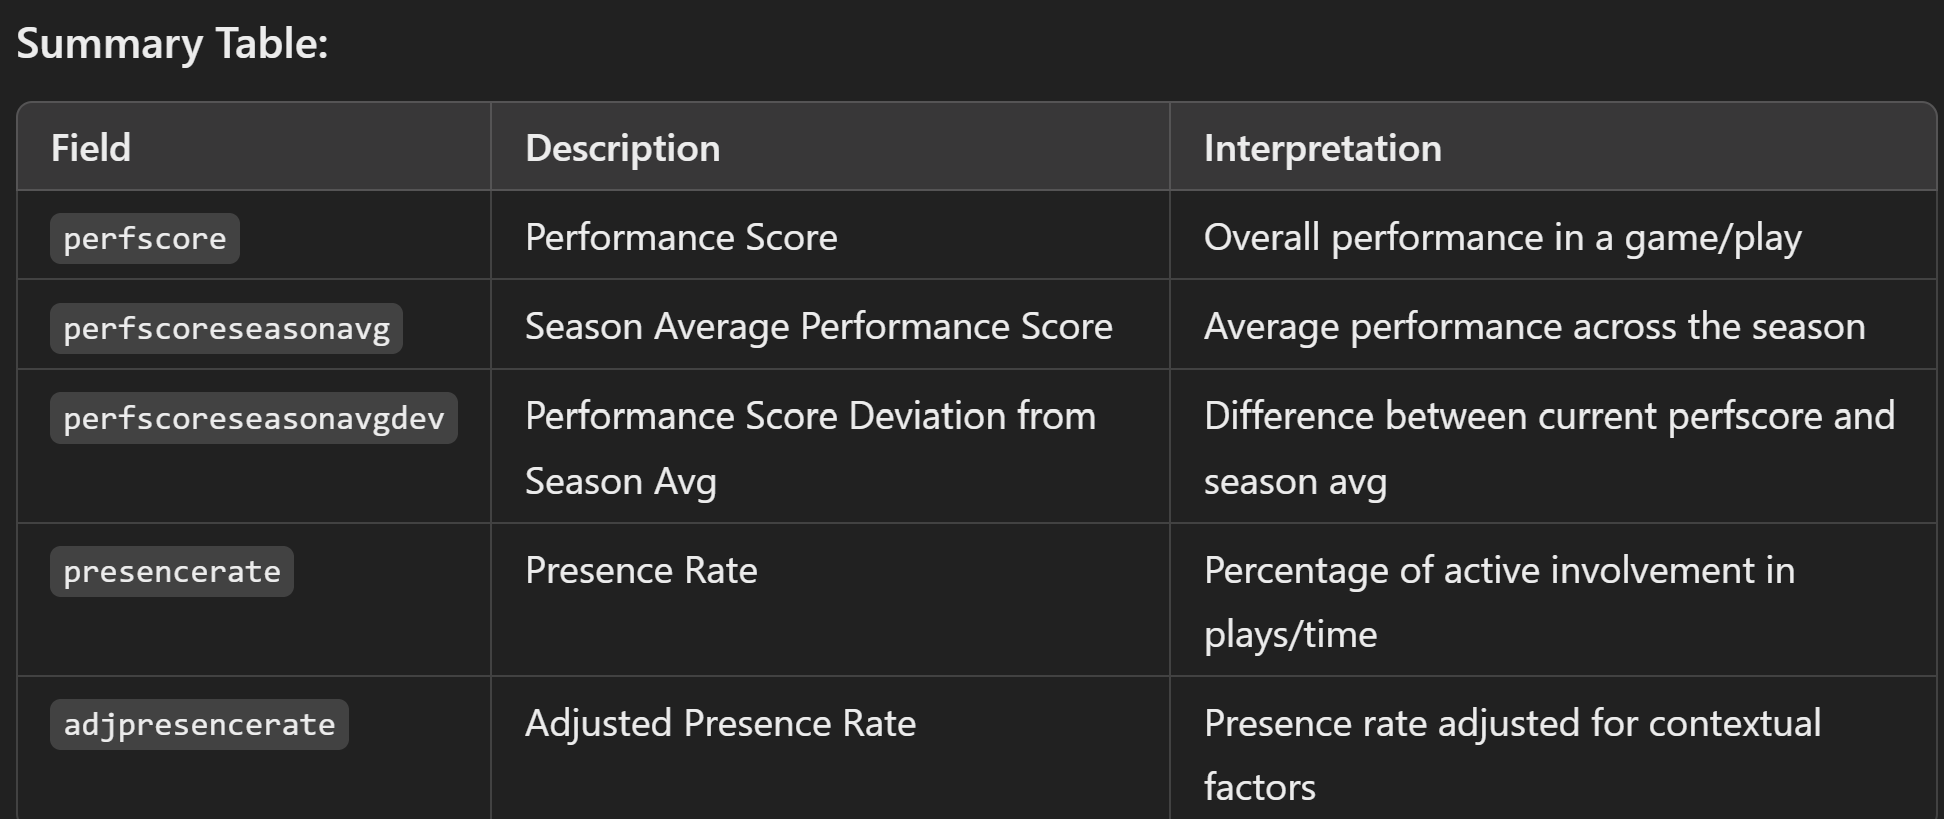 Summary Table:
Field Description Interpretation
perfscore Performance Score Overall performance in a game/play
perfscoreseasonavg Season Average Performance Score Average performance across the season
perfscoreseasonavgdev Performance Score Deviation from Difference between current perfscore and
Season Avg season avg
presencerate Presence Rate Percentage of active involvement in
plays/time
adjpresencerate Adjusted Presence Rate Presence rate adjusted for contextual
factors